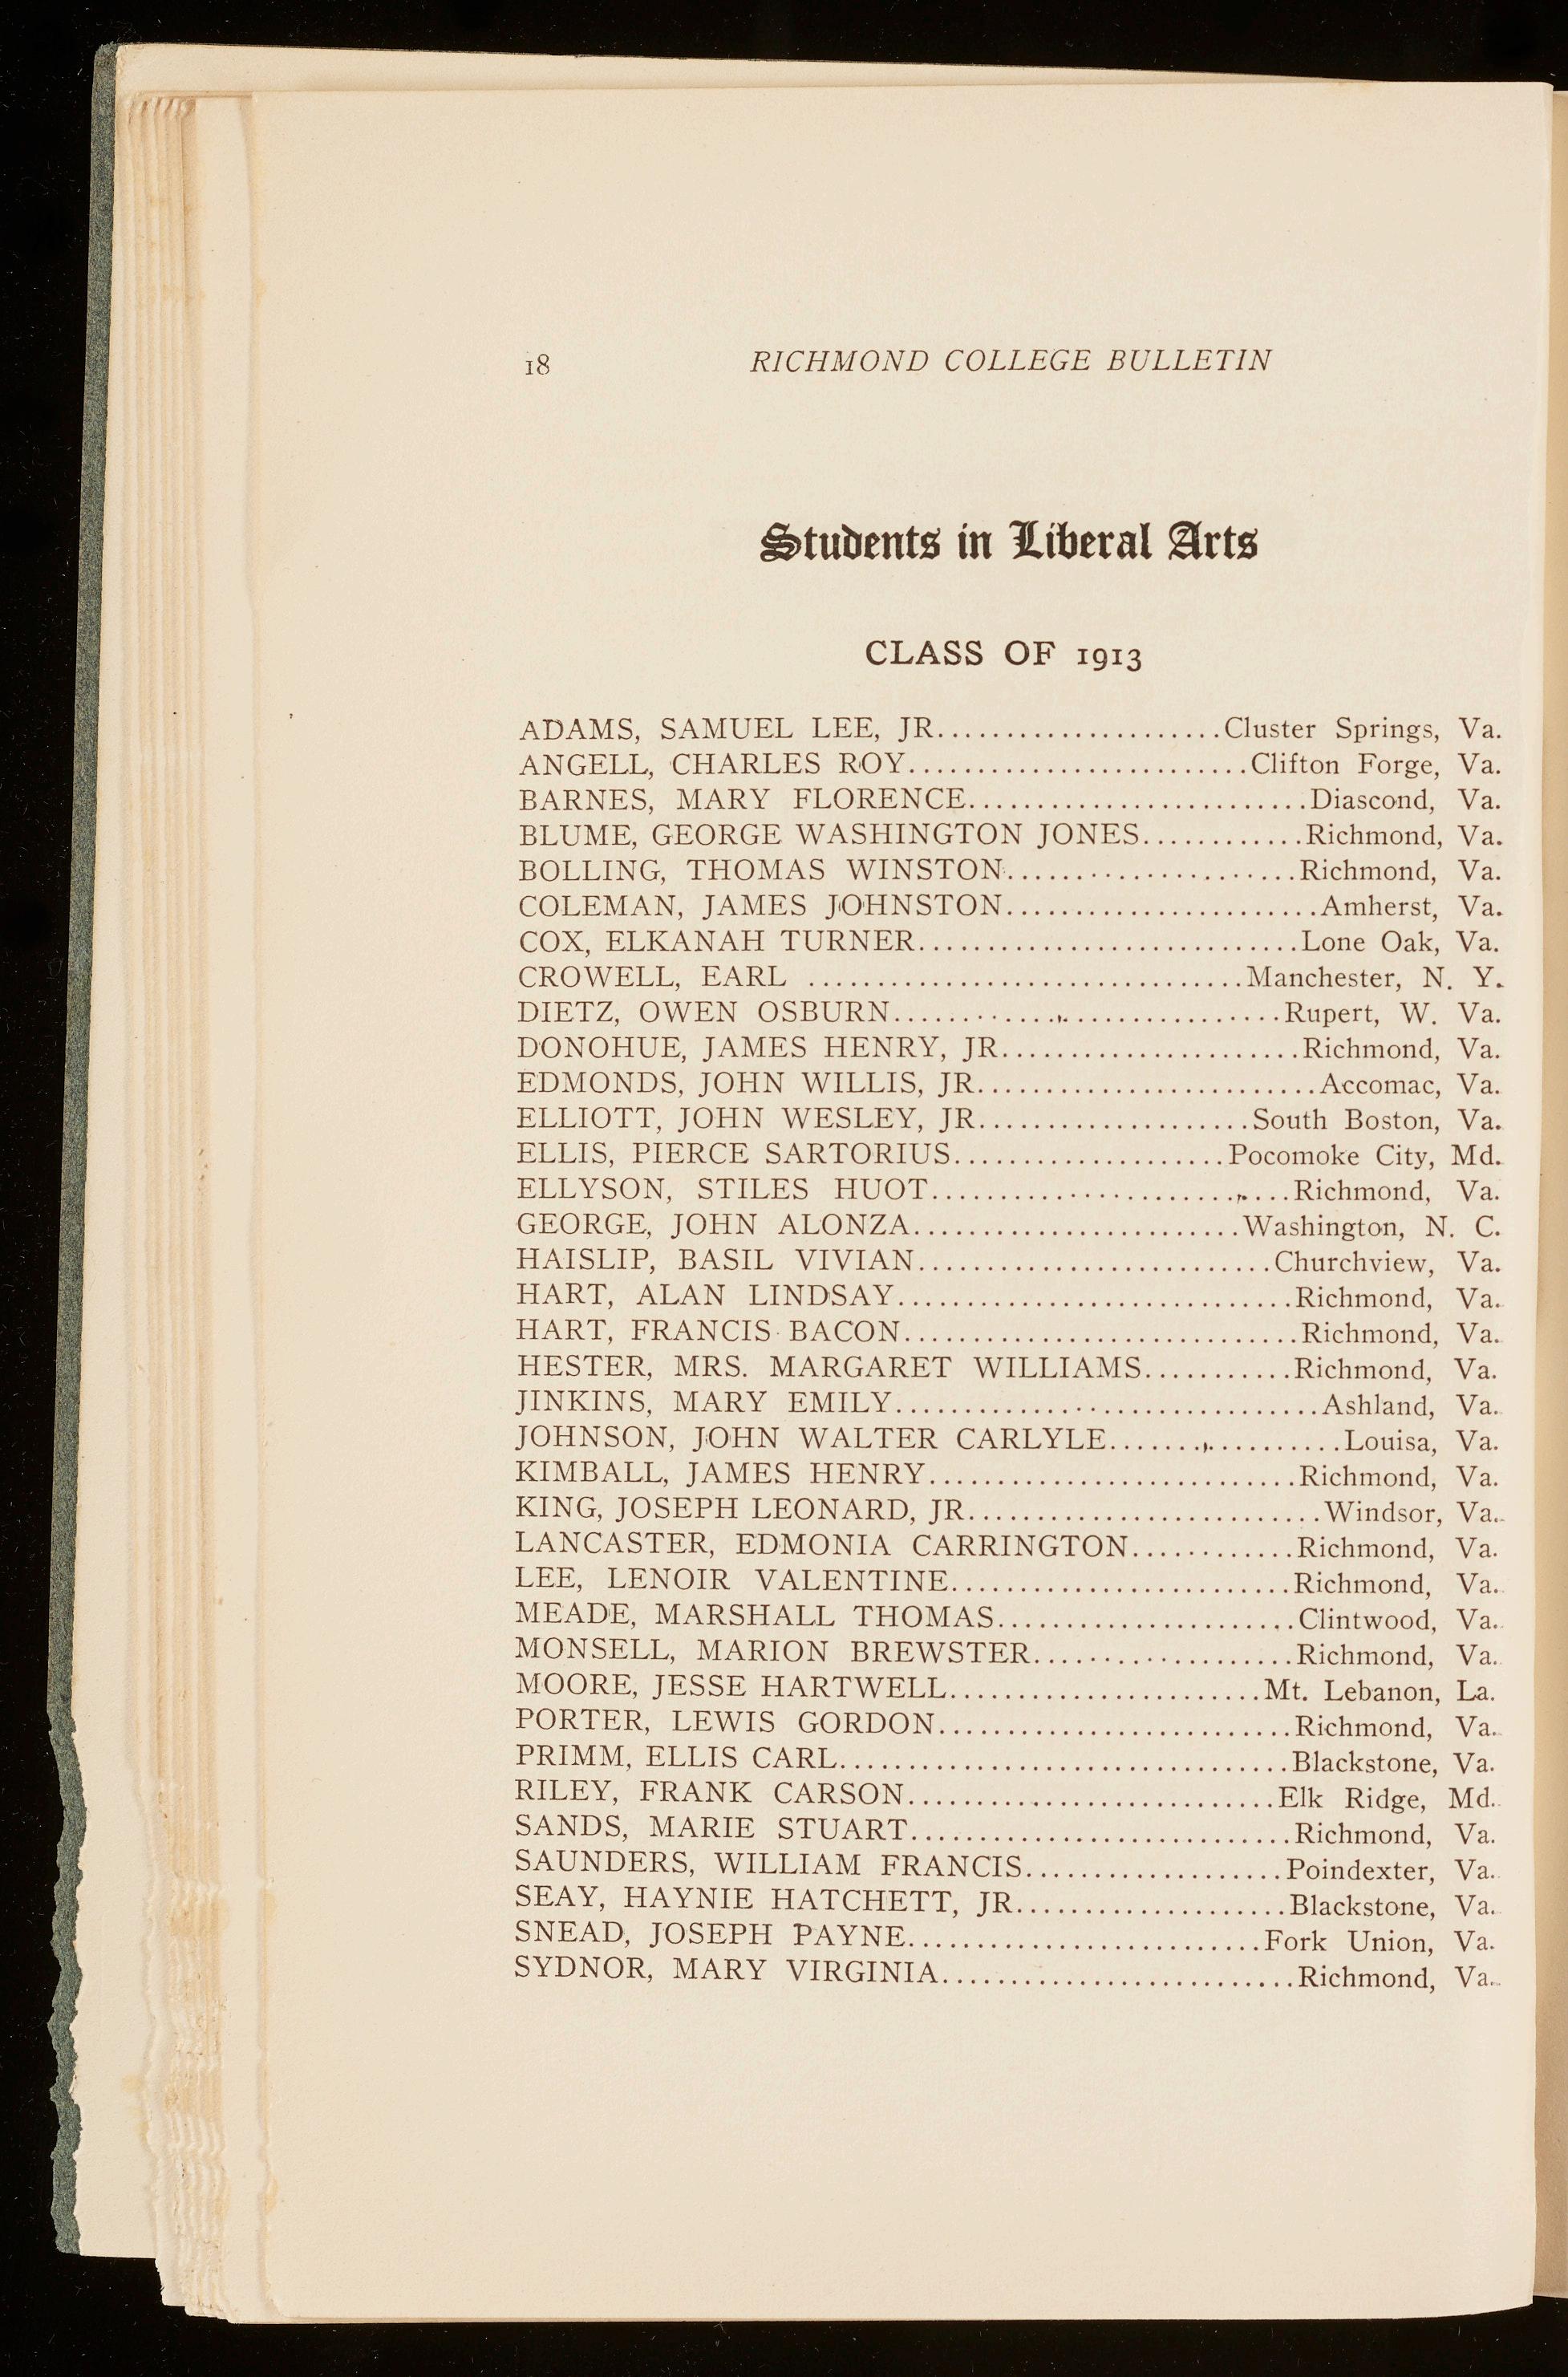 18 RICHMOND COLLEGE BULLETIN
Students in Liberal Arts
CLASS OF 1913
ADAMS, SAMUEL LEE, JR.....................Cluster Springs, Va.
ANGELL, CHARLES ROY.........................Clifton Forge, Va.
BARNES, MARY FLORENCE.........................Diascond, Va.
BLUME, GEORGE WASHINGTON JONES............Richmond, Va.
BOLLING, THOMAS WINSTON......................Richmond, Va.
COLEMAN, JAMES JOHNSTON.......................Amherst, Va.
COX, ELKANAH TURNER............................Lone Oak, Va.
CROWELL, EARL ................................Manchester, N. Y.
DIETZ, OWEN OSBURN.............................Rupert, W. Va.
DONOHUE, JAMES HENRY, JR......................Richmond, Va.
EDMONDS, JOHN WILLIS, JR.........................Accomac, Va.
ELLIOTT, JOHN WESLEY, JR....................South Boston, Va.
ELLIS, PIERCE SARTORIUS....................Pocomoke City, Md.
ELLYSON, STILES HUOT...........................Richmond, Va.
GEORGE, JOHN ALONZA........................Washington, N. C.
HAISLIP, BASIL VIVIAN..........................Churchview, Va.
HART, ALAN LINDSAY.............................Richmond, Va.
HART, FRANCIS BACON.............................Richmond, Va.
HESTER, MRS. MARGARET WILLIAMS...........Richmond, Va.
JINKINS, MARY EMILY...............................Ashland, Va.
JOHNSON, JOHN WALTER CARLYLE.................Louisa, Va.
KIMBALL, JAMES HENRY...........................Richmond, Va.
KING, JOSEPH LEONARD, JR..........................Windsor, Va.
LANCASTER, EDMONIA CARRINGTON............Richmond, Va.
LEE, LENOIR VALENTINE.........................Richmond, Va.
MEADE, MARSHALL THOMAS......................Clintwood, Va.
MONSELL, MARION BREWSTER...................Richmond, Va.
MOORE, JESSE HARTWELL.......................Mt. Lebanon, La.
PORTER, LEWIS GORDON..........................Richmond, Va.
PRIMM, ELLIS CARL.................................Blackstone, Va.
RILEY, FRANK CARSON...........................Elk Ridge, Md.
SANDS, MARIE STUART............................Richmond, Va.
SAUNDERS, WILLIAM FRANCIS...................Poindexter, Va.
SEAY, HAYNIE HATCHETT, JR....................Blackstone, Va.
SNEAD, JOSEPH PAYNE..........................Fork Union, Va.
SYDNOR, MARY VIRGINIA..........................Richmond, Va.